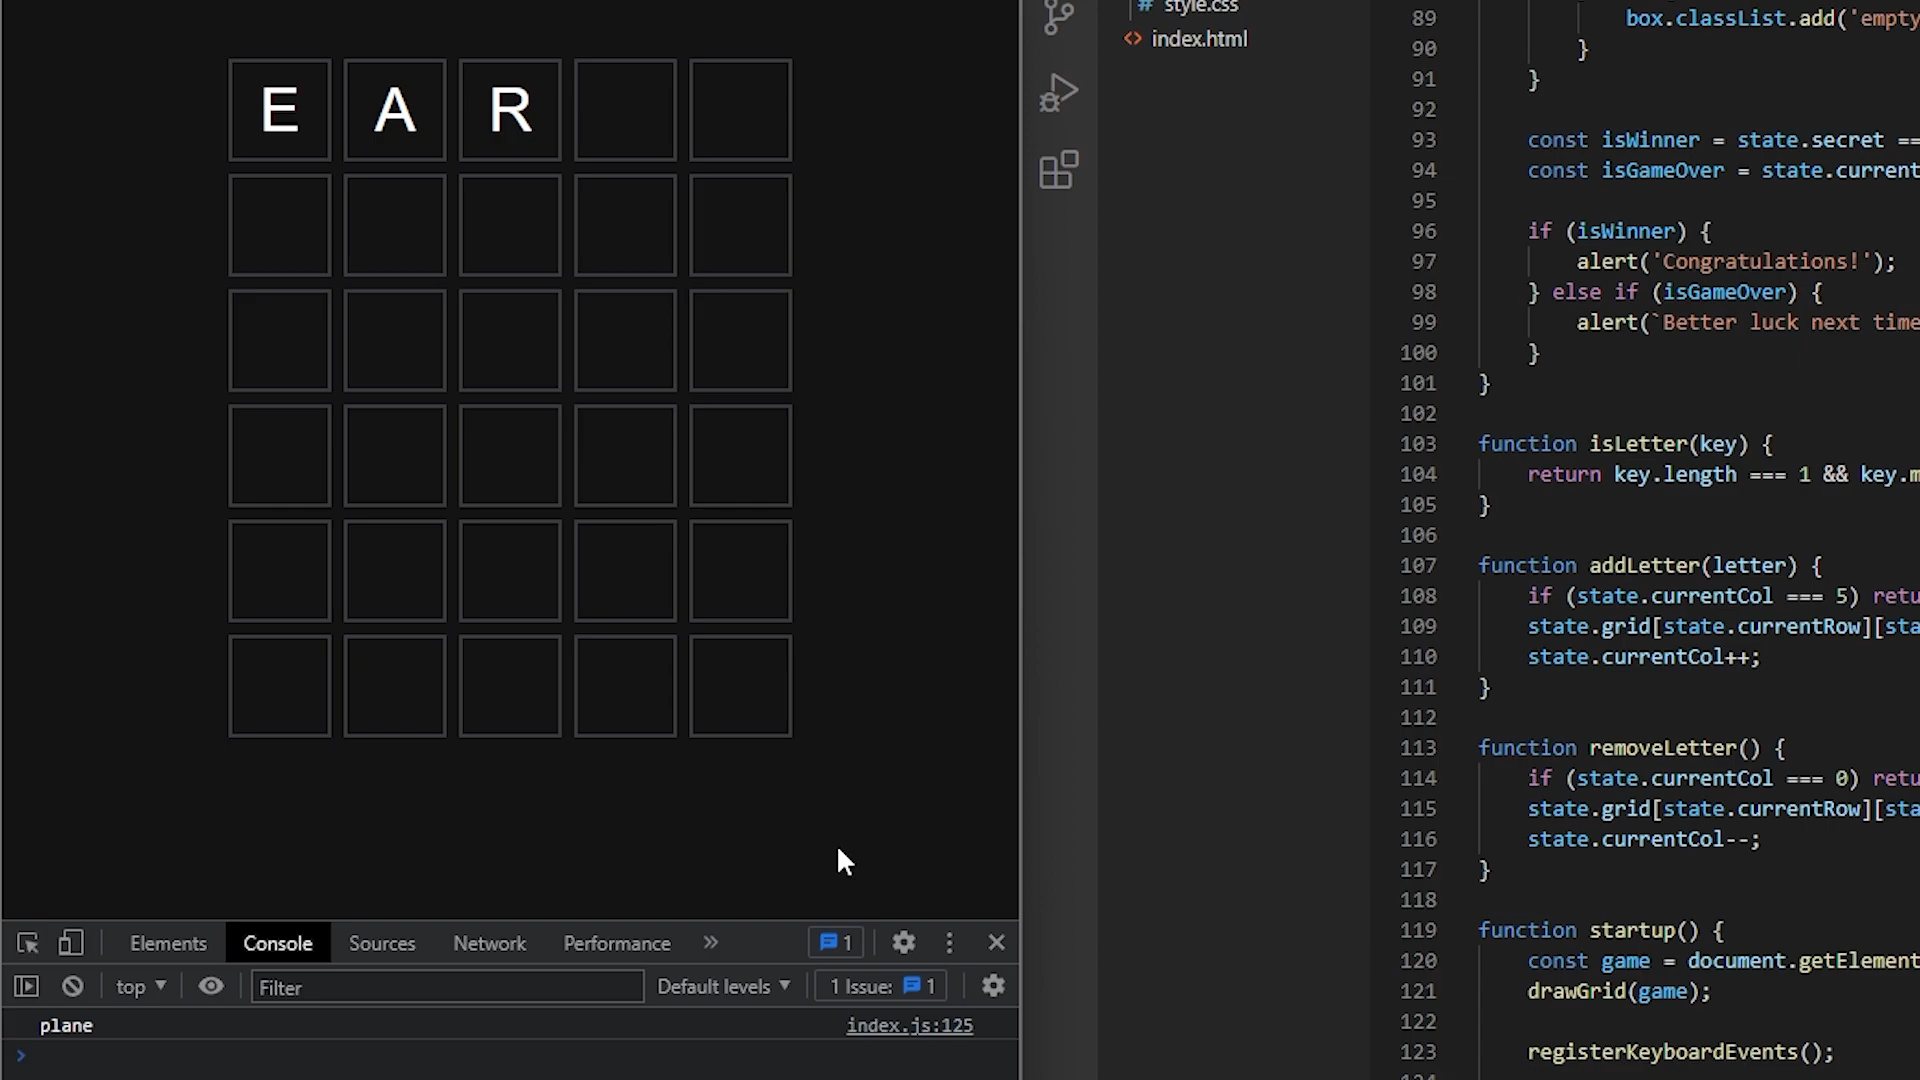 E A R
Elements Console Sources Network Performance » 1
top Filter Default levels 1 Issue: 1
plane index.js:125
>
# style.css
<> index.html
89 box.classList.add('empty
90 }
91 }
92
93 const isWinner = state.secret ==
94 const isGameOver = state.current
95
96 if (isWinner) {
97 alert('Congratulations!');
98 } else if (isGameOver) {
99 alert(`Better luck next time
100 }
101 }
102
103 function isLetter(key) {
104 return key.length === 1 && key.m
105 }
106
107 function addLetter(letter) {
108 if (state.currentCol === 5) retu
109 state.grid[state.currentRow][sta
110 state.currentCol++;
111 }
112
113 function removeLetter() {
114 if (state.currentCol === 0) retu
115 state.grid[state.currentRow][sta
116 state.currentCol--;
117 }
118
119 function startup() {
120 const game = document.getElement
121 drawGrid(game);
122
123 registerKeyboardEvents();